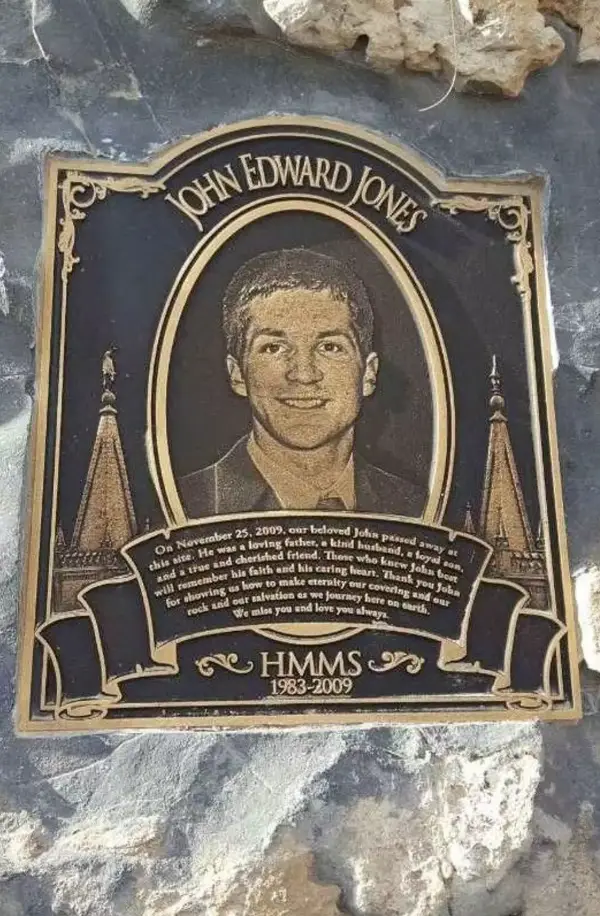 JOHN EDWARD JONES
On November 25, 2009, our beloved John passed away at
this site. He was a loving father, a kind husband, a loyal son,
and a true and cherished friend. Those who knew John best
will remember his faith and his caring heart. Thank you John
for showing us how to make eternity our covering and our
rock and our salvation as we journey here on earth.
We miss you and love you always.
HMMS
1983-2009